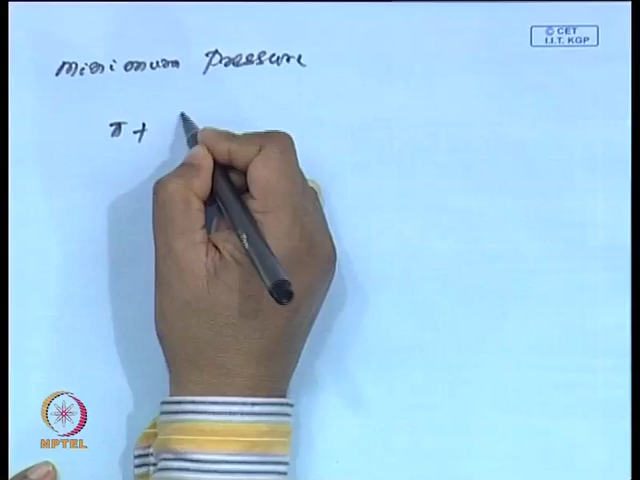 © CET
I.I.T. KGP
Minimum Pressure
π +
NPTEL